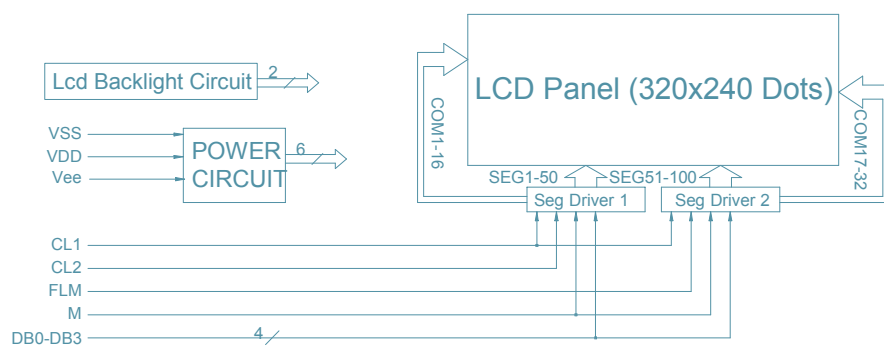 Lcd Backlight Circuit
2
LCD Panel (320x240 Dots)
COM1-16
COM17-32
VSS
VDD
Vee
POWER
CIRCUIT
6
SEG1-50
SEG51-100
Seg Driver 1
Seg Driver 2
CL1
CL2
FLM
M
DB0-DB3
4